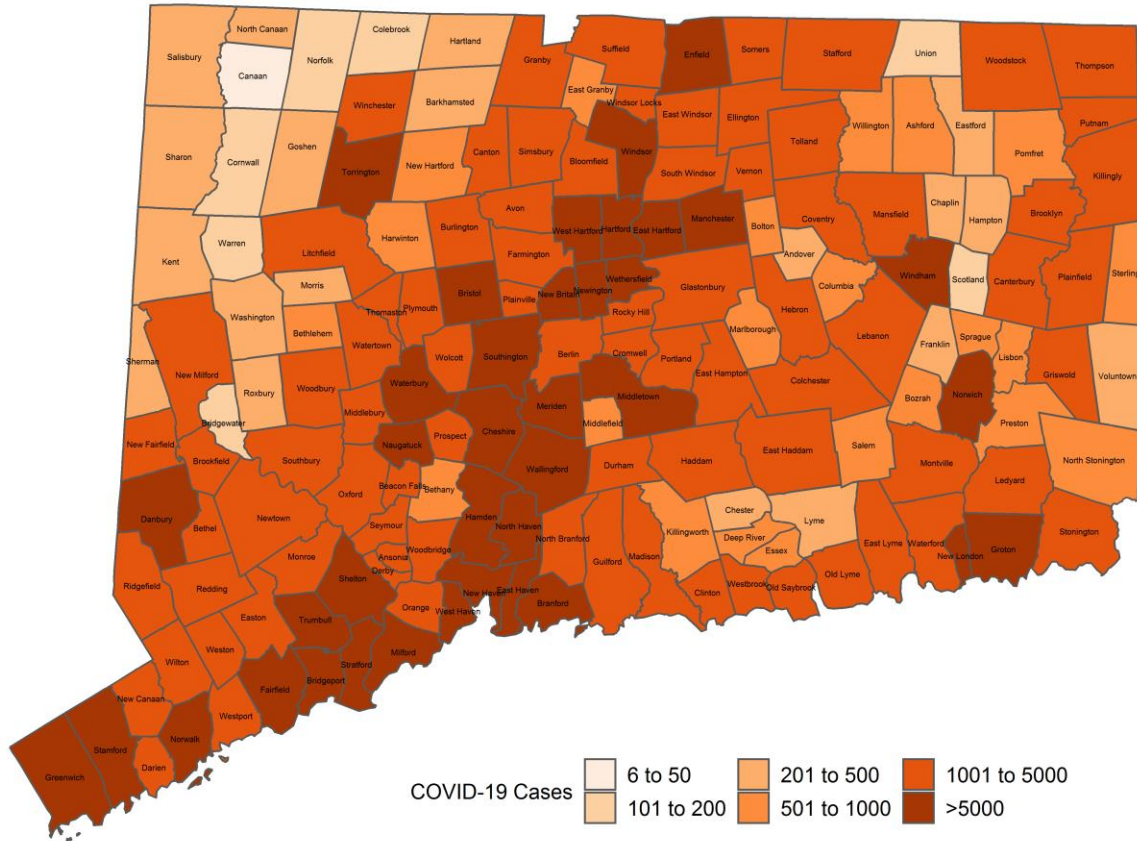 North Canaan
Colebrook
Hartland
Suffield
Enfield
Somers
Stafford
Union
Woodstock
Thompson
Salisbury
Canaan
Norfolk
Granby
East Granby
Windsor Locks
Winchester
Barkhamsted
East Windsor
Ellington
Willington
Ashford
Eastford
Putnam
Sharon
Cornwall
Goshen
Torrington
New Hartford
Canton
Simsbury
Bloomfield
Windsor
South Windsor
Vernon
Tolland
Pomfret
Killingly
Kent
Warren
Litchfield
Harwinton
Burlington
Avon
Farmington
West Hartford
Hartford
East Hartford
Manchester
Bolton
Coventry
Mansfield
Chaplin
Hampton
Brooklyn
Andover
Columbia
Windham
Scotland
Canterbury
Plainfield
Sterling
Morris
Washington
Bethlehem
Thomaston
Plymouth
Bristol
Plainville
New Britain
Newington
Wethersfield
Rocky Hill
Glastonbury
Marlborough
Hebron
Lebanon
Franklin
Sprague
Lisbon
Griswold
Voluntown
Sherman
New Milford
Roxbury
Woodbury
Watertown
Wolcott
Southington
Berlin
Cromwell
Portland
East Hampton
Colchester
Bozrah
Norwich
Preston
Bridgewater
Middlebury
Waterbury
Cheshire
Meriden
Middlefield
Middletown
New Fairfield
Brookfield
Southbury
Naugatuck
Prospect
Wallingford
Durham
Haddam
East Haddam
Salem
Montville
Ledyard
North Stonington
Danbury
Bethel
Newtown
Oxford
Beacon Falls
Bethany
Hamden
North Haven
North Branford
Guilford
Madison
Killingworth
Chester
Deep River
Essex
Lyme
East Lyme
Waterford
New London
Groton
Stonington
Ridgefield
Redding
Monroe
Seymour
Ansonia
Derby
Woodbridge
Shelton
Orange
West Haven
New Haven
East Haven
Branford
Clinton
Westbrook
Old Saybrook
Old Lyme
Wilton
Weston
Easton
Trumbull
Stratford
Milford
New Canaan
Westport
Fairfield
Bridgeport
Greenwich
Stamford
Darien
Norwalk
COVID-19 Cases
6 to 50
101 to 200
201 to 500
501 to 1000
1001 to 5000
>5000